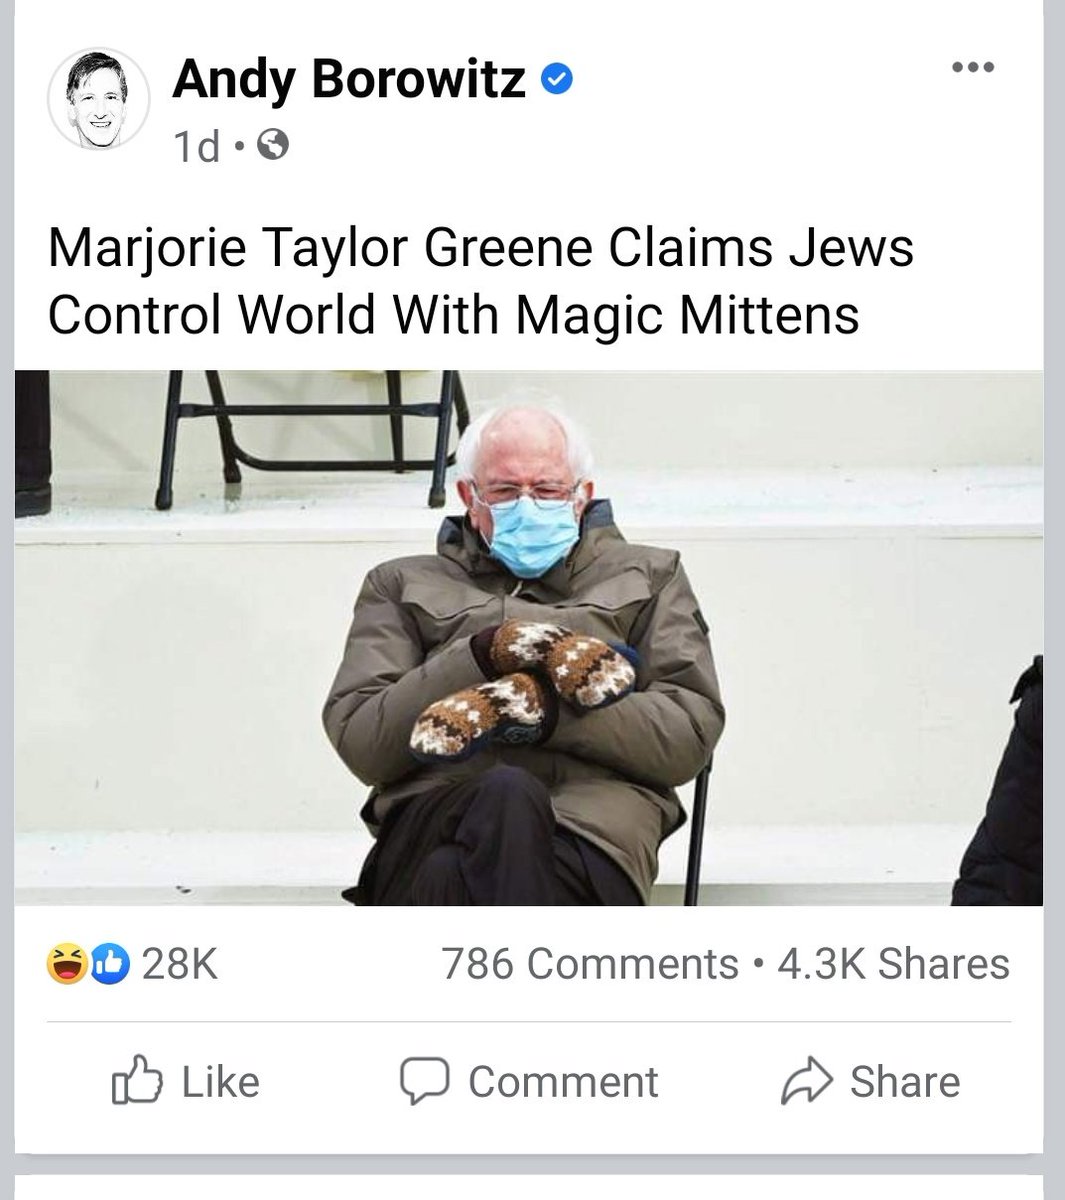 Andy Borowitz
1d •
Marjorie Taylor Greene Claims Jews
Control World With Magic Mittens
28K 786 Comments • 4.3K Shares
Like Comment Share